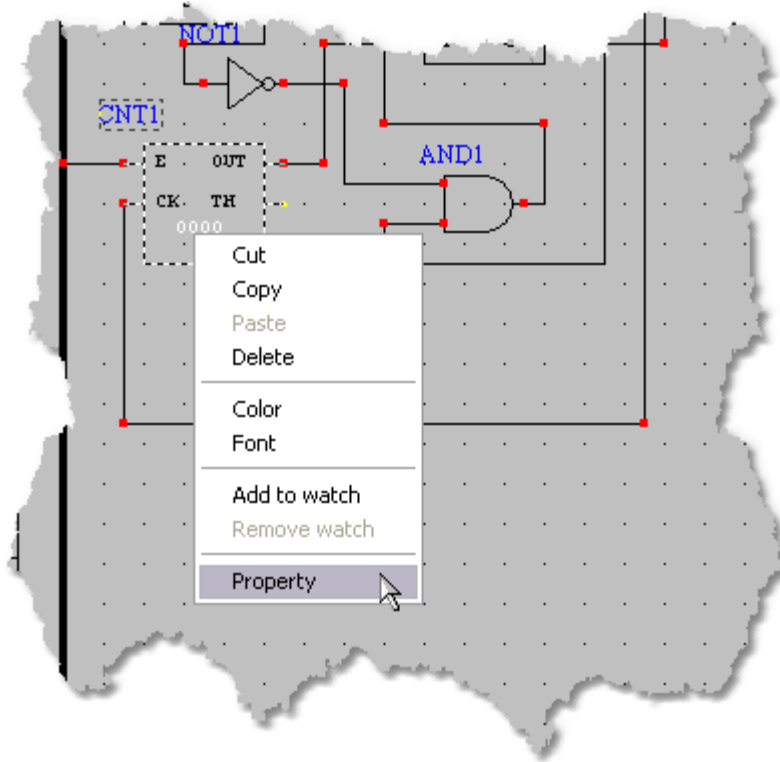 NOT1
CNT1
E OUT
AND1
CK TH
0000
Cut
Copy
Paste
Delete
Color
Font
Add to watch
Remove watch
Property